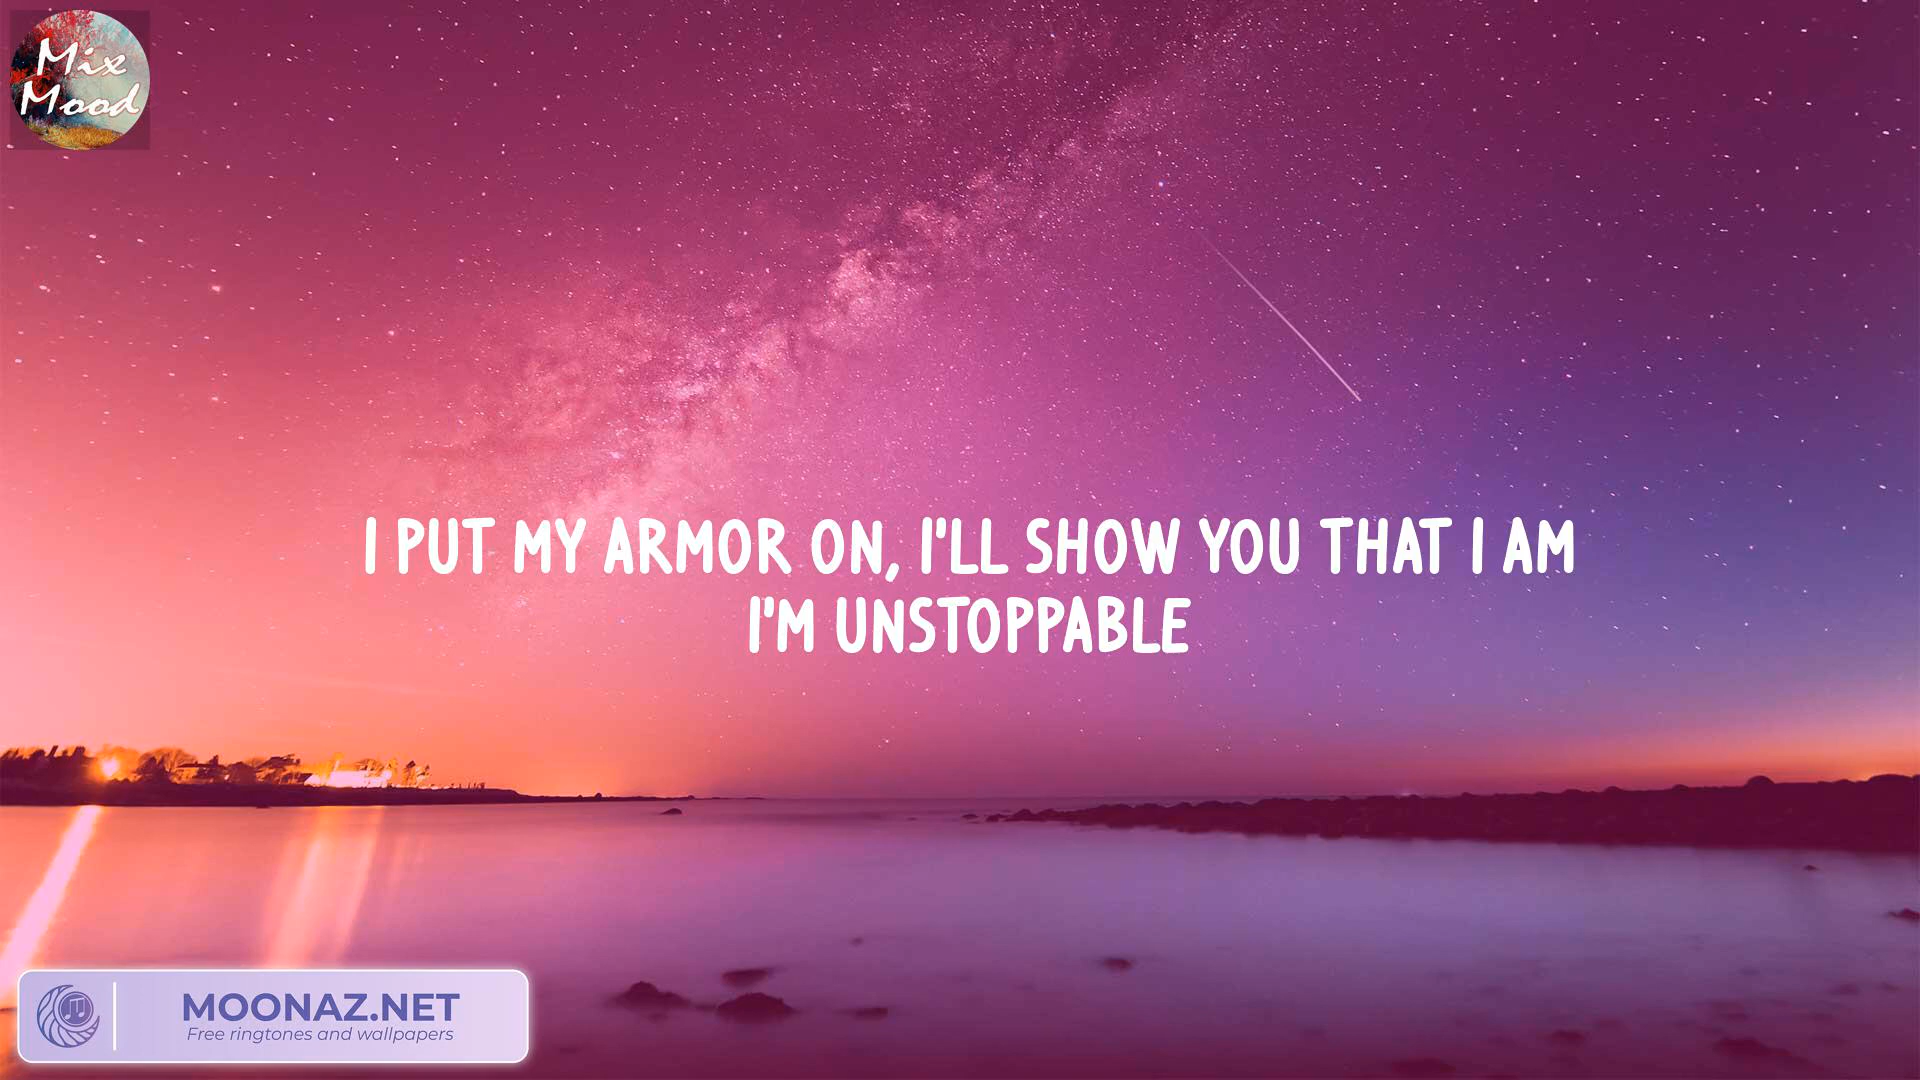 Mix
Mood
I PUT MY ARMOR ON, I'LL SHOW YOU THAT I AM
I'M UNSTOPPABLE
MOONAZ.NET
Free ringtones and wallpapers